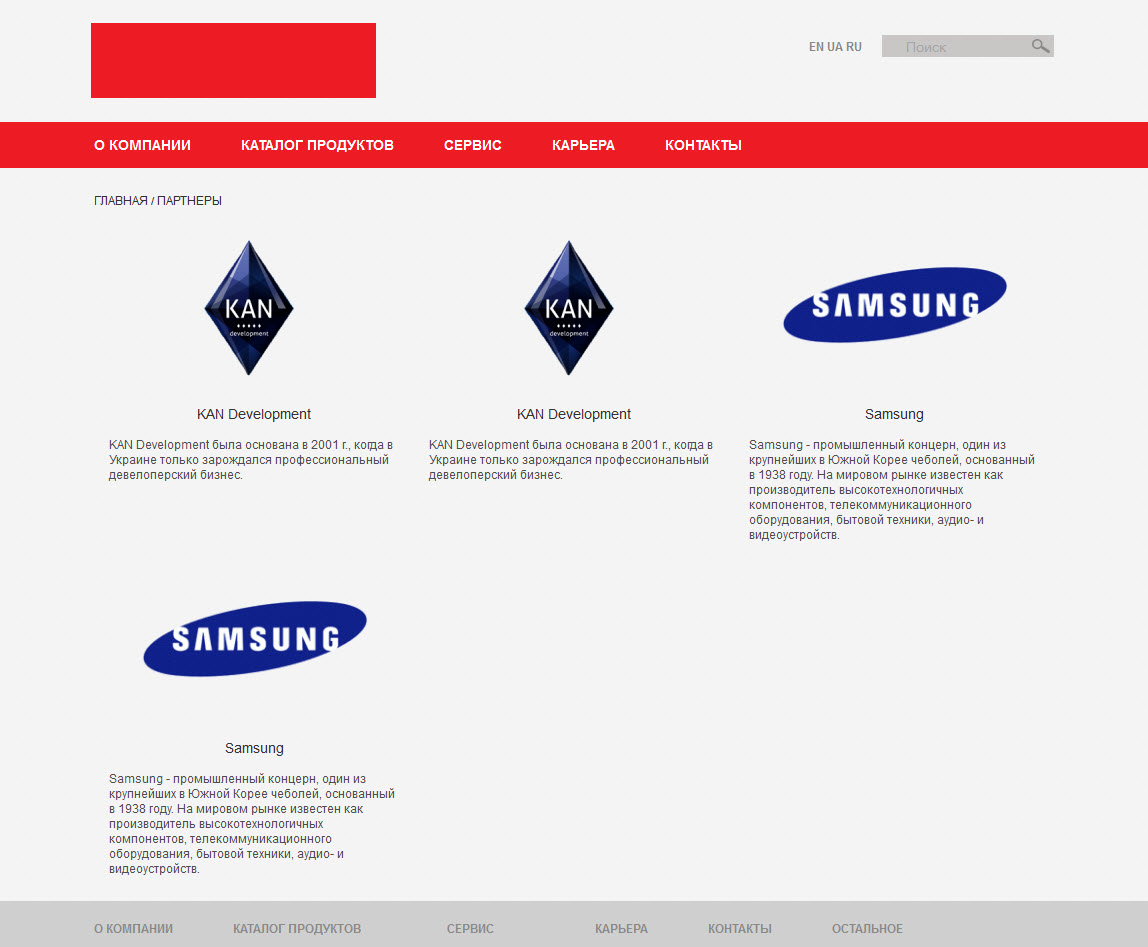 EN UA RU
Поиск
О КОМПАНИИ КАТАЛОГ ПРОДУКТОВ СЕРВИС КАРЬЕРА КОНТАКТЫ
ГЛАВНАЯ / ПАРТНЕРЫ
KAN
development
KAN Development
KAN Development была основана в 2001 г., когда в
Украине только зарождался профессиональный
девелоперский бизнес.
KAN
development
KAN Development
KAN Development была основана в 2001 г., когда в
Украине только зарождался профессиональный
девелоперский бизнес.
SAMSUNG
Samsung
Samsung - промышленный концерн, один из
крупнейших в Южной Корее чеболей, основанный
в 1938 году. На мировом рынке известен как
производитель высокотехнологичных
компонентов, телекоммуникационного
оборудования, бытовой техники, аудио- и
видеоустройств.
SAMSUNG
Samsung
Samsung - промышленный концерн, один из
крупнейших в Южной Корее чеболей, основанный
в 1938 году. На мировом рынке известен как
производитель высокотехнологичных
компонентов, телекоммуникационного
оборудования, бытовой техники, аудио- и
видеоустройств.
О КОМПАНИИ КАТАЛОГ ПРОДУКТОВ СЕРВИС КАРЬЕРА КОНТАКТЫ ОСТАЛЬНОЕ